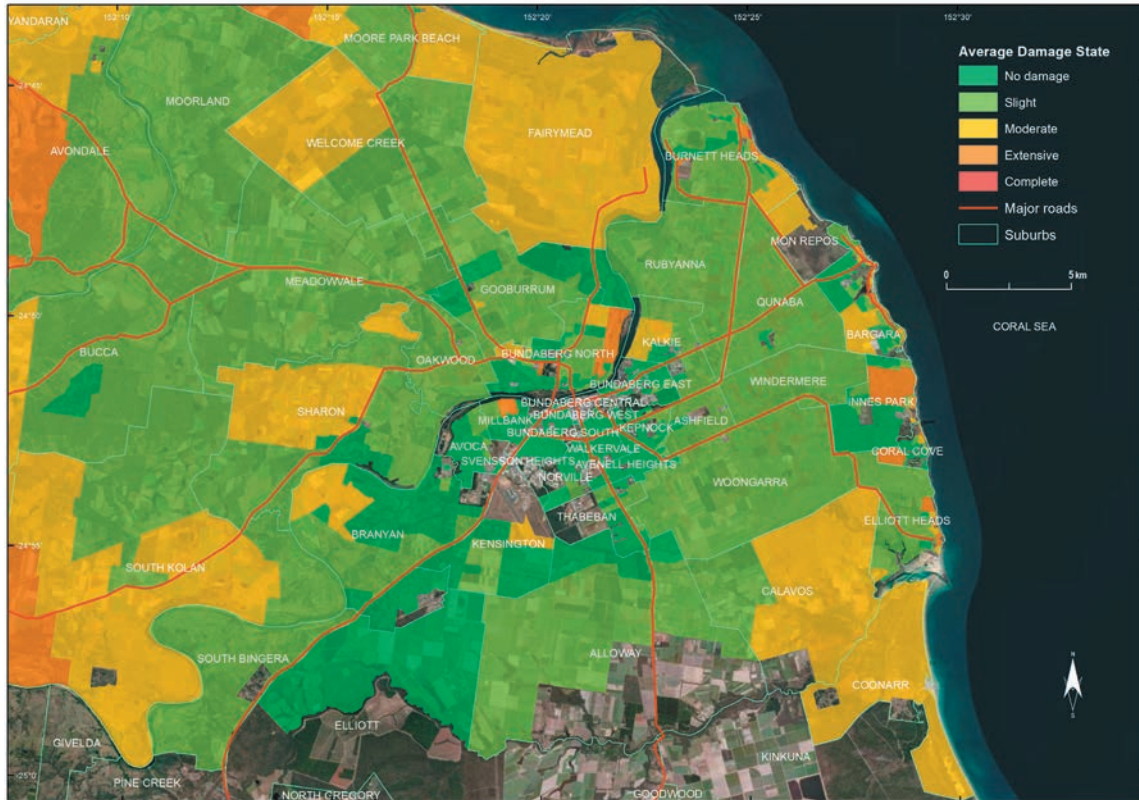 152°10'
152°15'
152°20'
152°25'
152°30'
YANDARAN
MOORE PARK BEACH
Average Damage State
No damage
Slight
Moderate
Extensive
Complete
Major roads
Suburbs
0
5km
-24°45'
MOORLAND
FAIRYMEAD
WELCOME CREEK
AVONDALE
BURNETT HEADS
MON REPOS
RUBYANNA
MEADOWVALE
GOOBURRUM
QUNABA
-24°50'
CORAL SEA
BARGARA
KALKIE
BUCCA
OAKWOOD
BUNDABERG NORTH
WINDERMERE
BUNDABERG EAST
INNES PARK
BUNDABERG CENTRAL
SHARON
BUNDABERG WEST
MILLBANK
ASHFIELD
KEPNOCK
BUNDABERG SOUTH
AVOCA
WALKERVALE
CORAL COVE
SVENSSON HEIGHTS
AVENELL HEIGHTS
NORVILLE
WOONGARRA
THABEBAN
ELLIOTT HEADS
BRANYAN
KENSINGTON
-24°55'
SOUTH KOLAN
CALAVOS
ALLOWAY
SOUTH BINGERA
N
COONARR
S
ELLIOTT
GIVELDA
KINKUNA
-25°0'
PINE CREEK
NORTH GREGORY
GOODWOOD